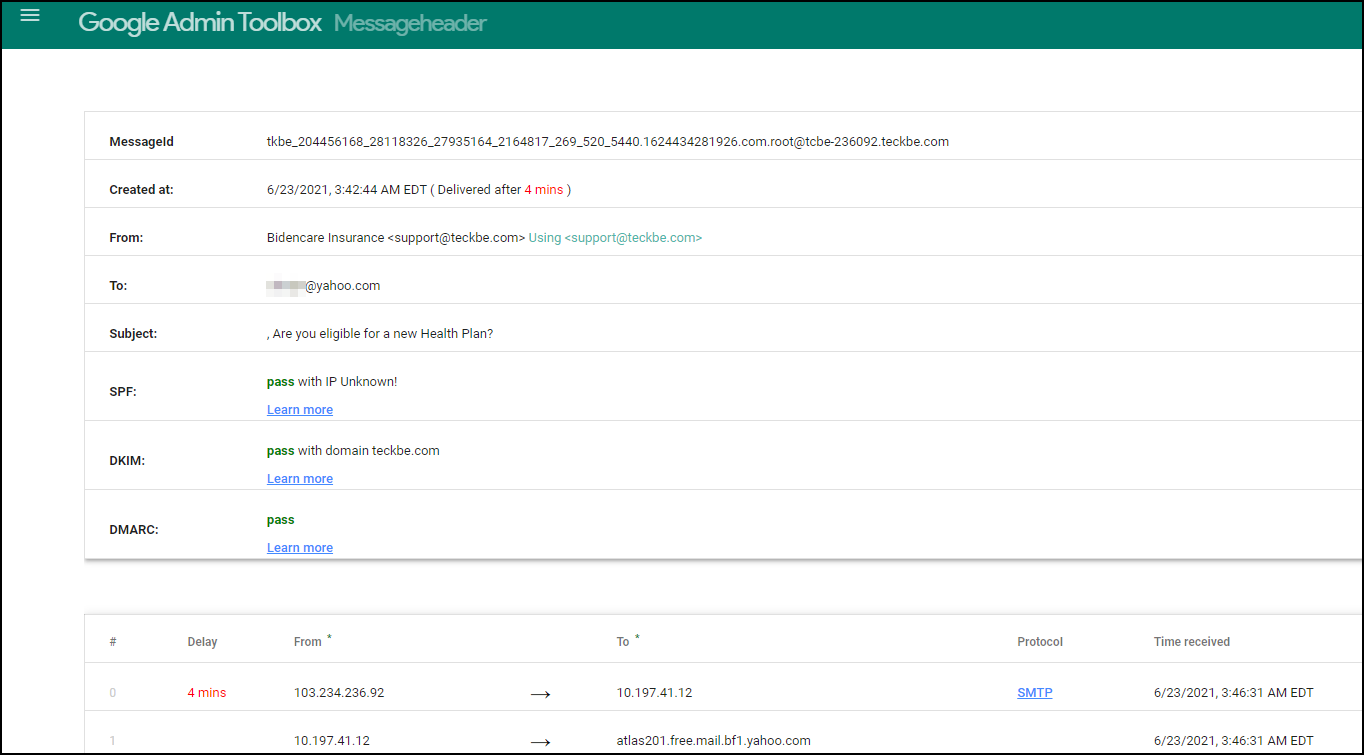 Google Admin Toolbox Messageheader
MessageId tkbe_204456168_28118326_27935164_2164817_269_520_5440.1624434281926.com.root@tcbe-236092.teckbe.com
Created at: 6/23/2021, 3:42:44 AM EDT ( Delivered after 4 mins )
From: Bidencare Insurance <support@teckbe.com> Using <support@teckbe.com>
To: @yahoo.com
Subject: , Are you eligible for a new Health Plan?
SPF: pass with IP Unknown!
Learn more
DKIM: pass with domain teckbe.com
Learn more
DMARC: pass
Learn more
# Delay From * To * Protocol Time received
0 4 mins 103.234.236.92 → 10.197.41.12 SMTP 6/23/2021, 3:46:31 AM EDT
1 10.197.41.12 → atlas201.free.mail.bf1.yahoo.com 6/23/2021, 3:46:31 AM EDT